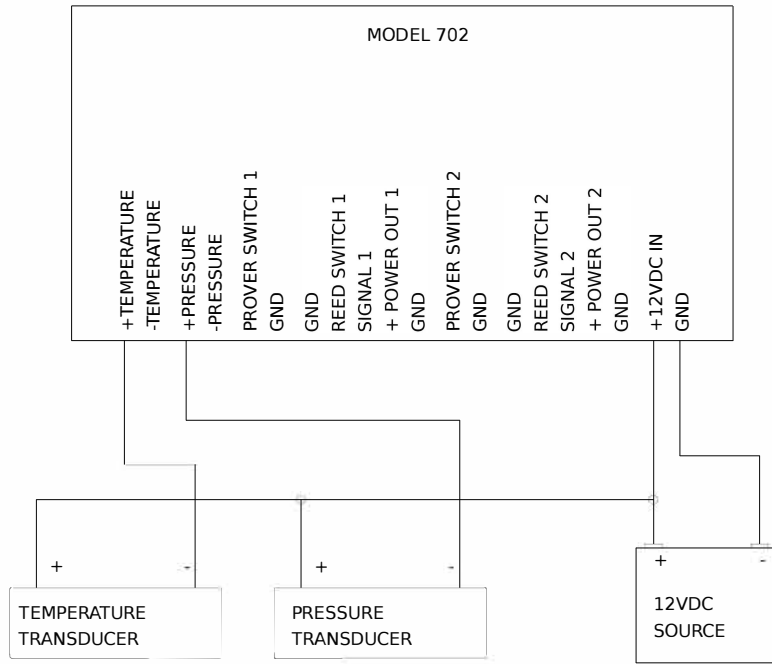 MODEL 702
+TEMPERATURE
-TEMPERATURE
+PRESSURE
-PRESSURE
PROVER SWITCH 1
GND
GND
REED SWITCH 1
SIGNAL 1
+ POWER OUT 1
GND
PROVER SWITCH 2
GND
GND
REED SWITCH 2
SIGNAL 2
+ POWER OUT 2
GND
+12VDC IN
GND
+ -
+ -
+ -
TEMPERATURE
TRANSDUCER
PRESSURE
TRANSDUCER
12VDC
SOURCE